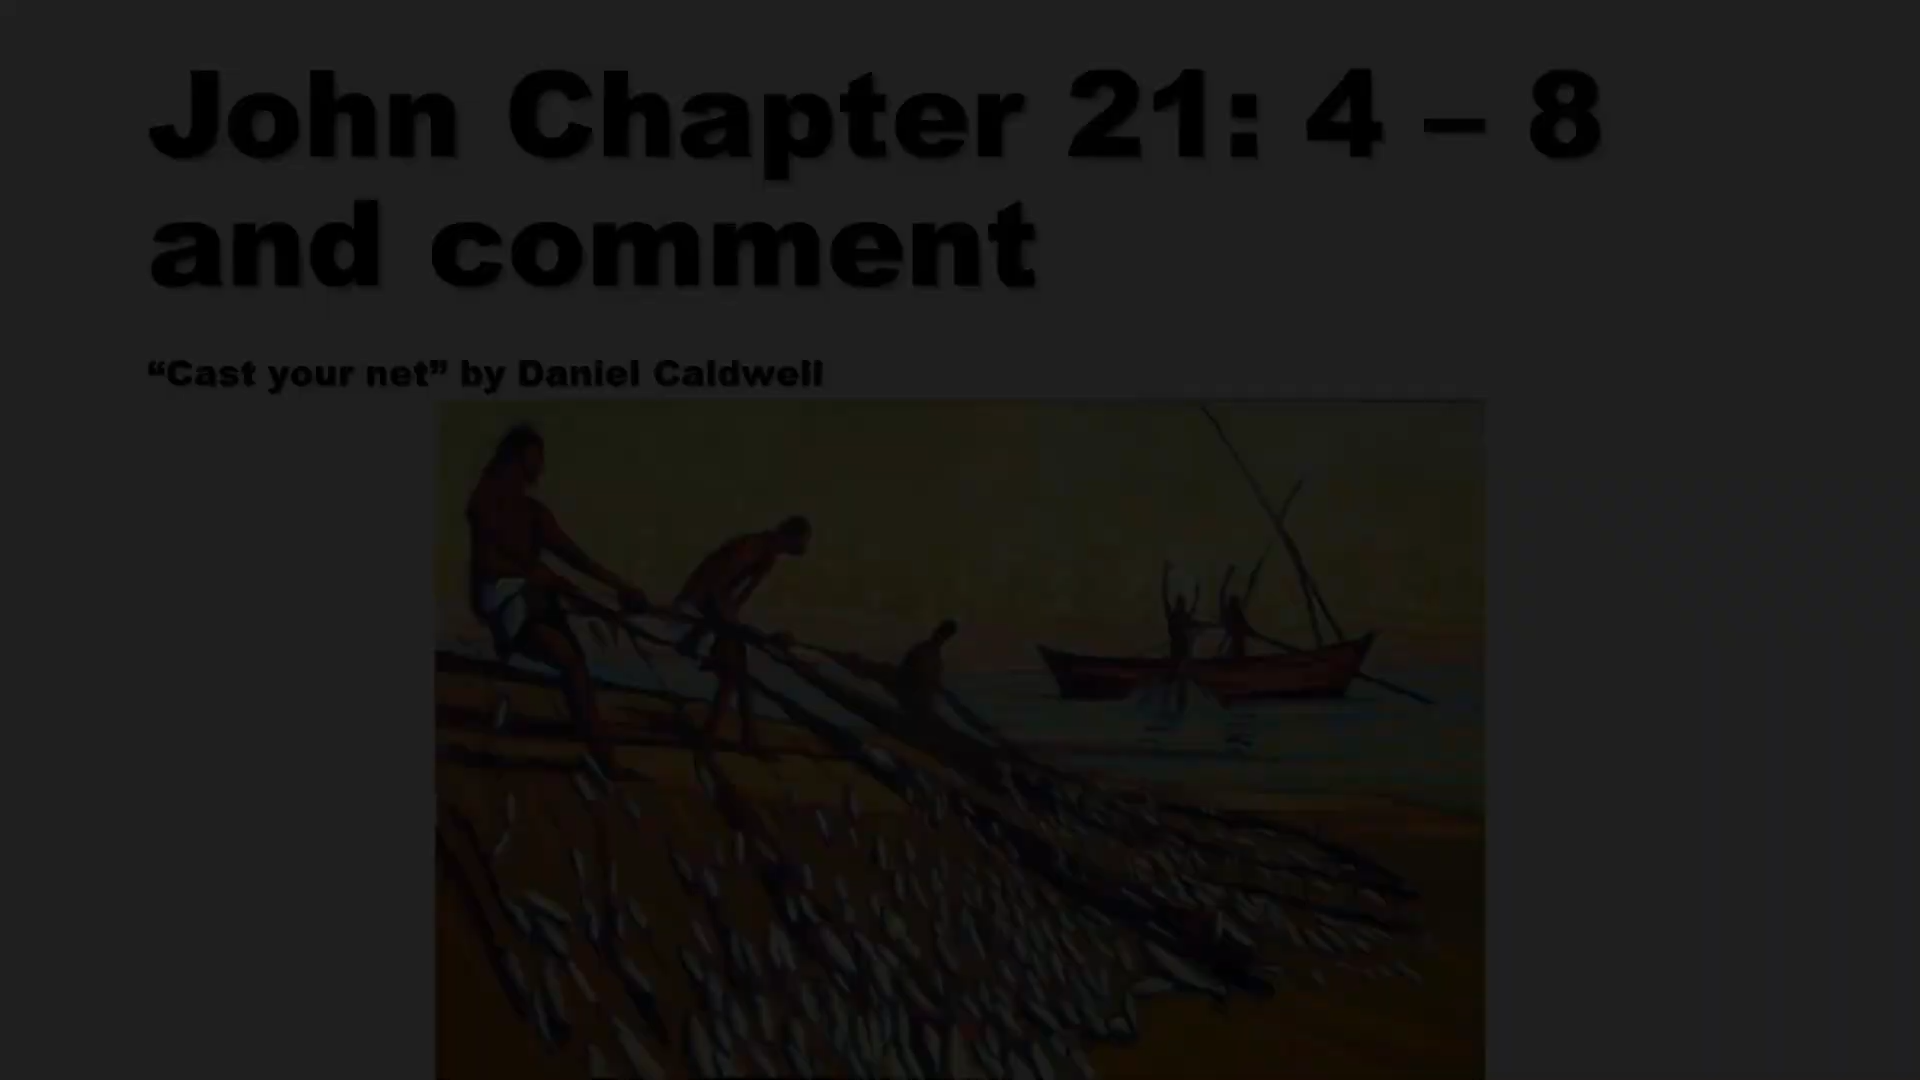 John Chapter 21: 4 – 8
and comment
“Cast your net” by Daniel Caldwell